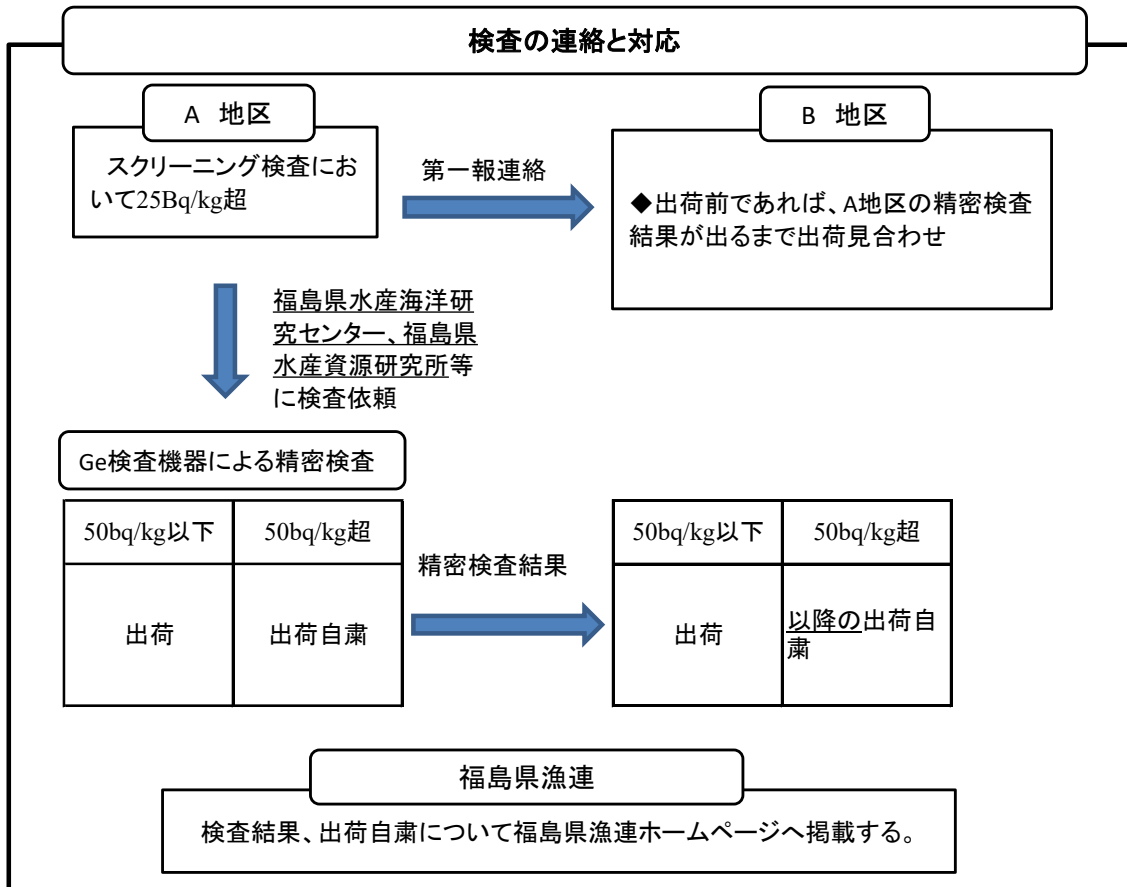 検査の連絡と対応
A 地区
スクリーニング検査にお
いて25Bq/kg超
第一報連絡
B 地区
◆出荷前であれば、A地区の精密検査
結果が出るまで出荷見合わせ
福島県水産海洋研
究センター、福島県
水産資源研究所等
に検査依頼
Ge検査機器による精密検査
50bq/kg以下 50bq/kg超
出荷 出荷自粛
精密検査結果
50bq/kg以下 50bq/kg超
出荷 以降の出荷自
粛
福島県漁連
検査結果、出荷自粛について福島県漁連ホームページへ掲載する。